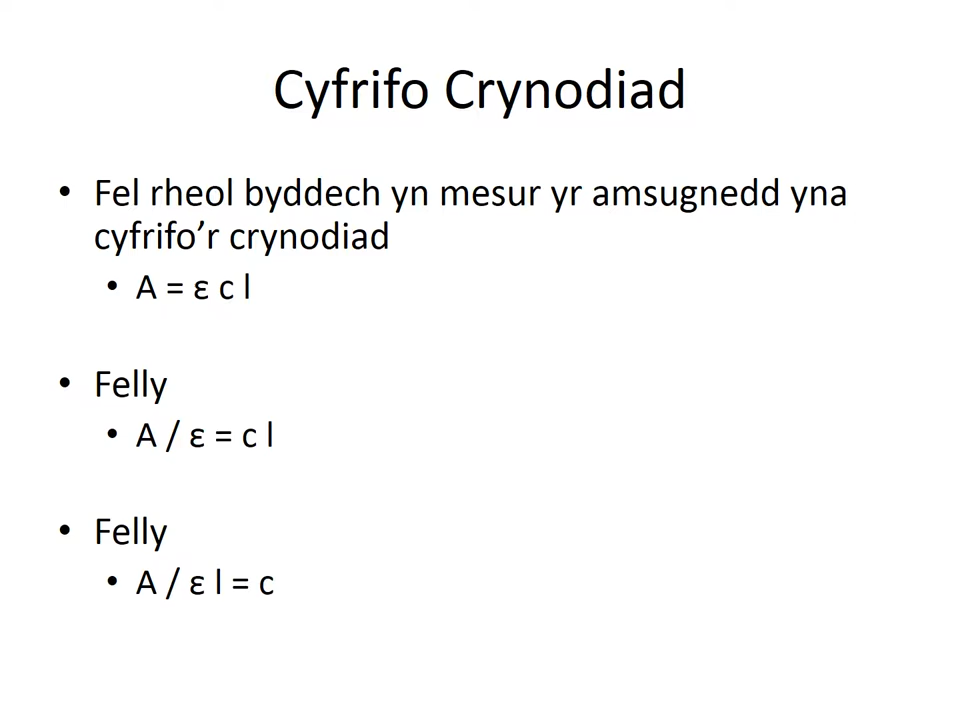 Cyfrifo Crynodiad
• Fel rheol byddech yn mesur yr amsugnedd yna
cyfrifo’r crynodiad
• A = ε c l
• Felly
• A / ε = c l
• Felly
• A / ε l = c